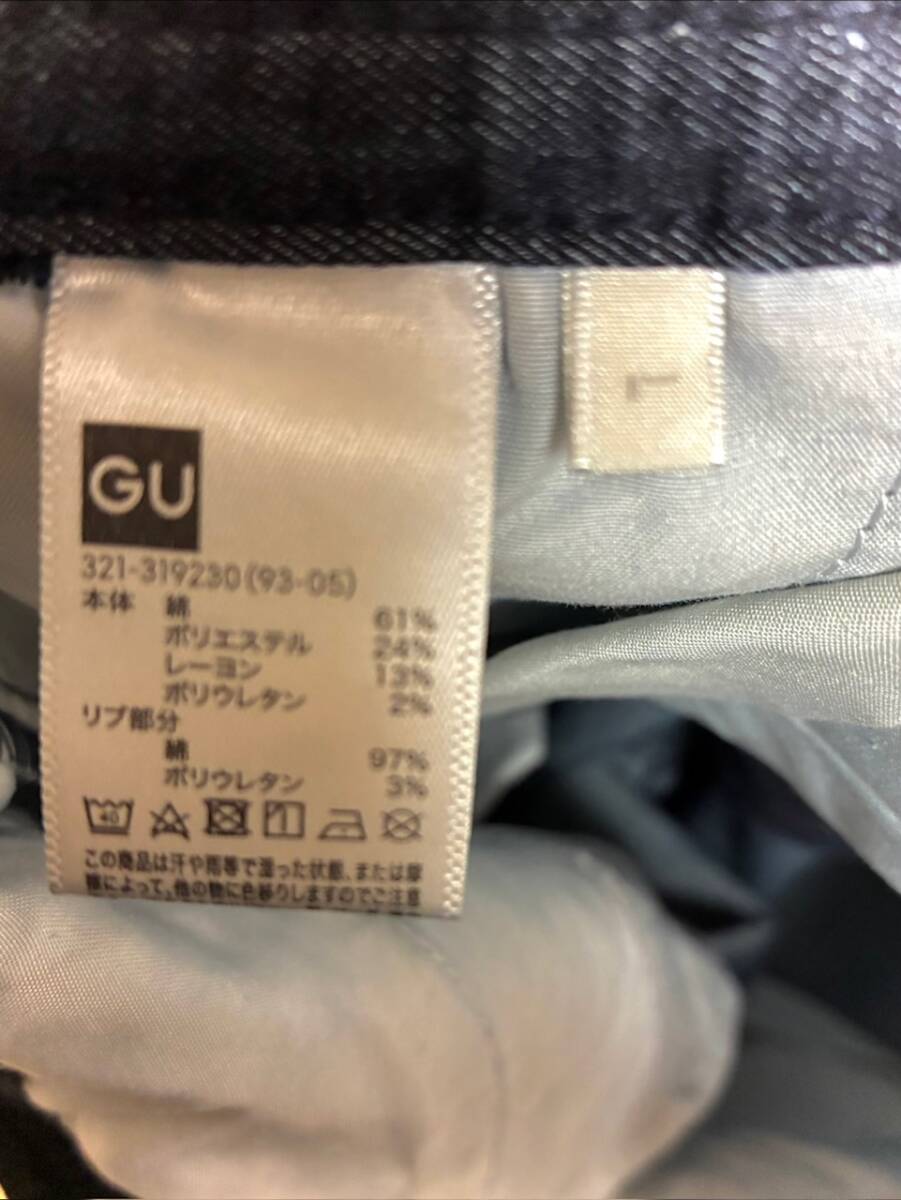 GU
L
321-319230(93-05)
本体 綿 61%
ポリエステル 24%
レーヨン 13%
ポリウレタン 2%
リブ部分
綿 97%
ポリウレタン 3%
40
この商品は汗や雨等で湿った状態、または摩
擦によって、他の物に色移りしますのでご注意